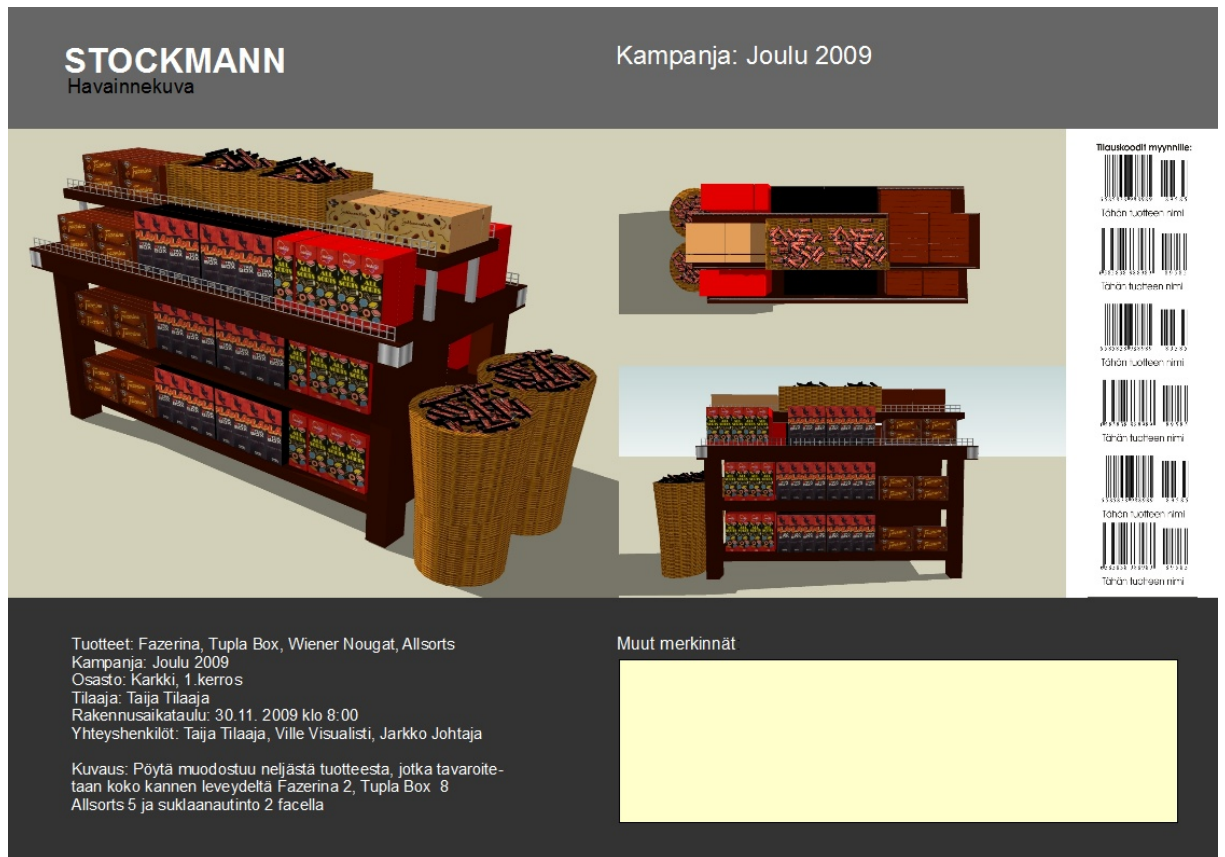 STOCKMANN
Havainnekuva
Kampanja: Joulu 2009
Tilauskoodit myynnille:
Tähän tuotteen nimi
Tähän tuotteen nimi
Tähän tuotteen nimi
Tähän tuotteen nimi
Tähän tuotteen nimi
Tähän tuotteen nimi
Tuotteet: Fazerina, Tupla Box, Wiener Nougat, Allsorts
Kampanja: Joulu 2009
Osasto: Karkki, 1.kerros
Tilaaja: Taija Tilaaja
Rakennusaikataulu: 30.11. 2009 klo 8:00
Yhteyshenkilöt: Taija Tilaaja, Ville Visualisti, Jarkko Johtaja
Kuvaus: Pöytä muodostuu neljästä tuotteesta, jotka tavaroite-
taan koko kannen leveydeltä Fazerina 2, Tupla Box 8
Allsorts 5 ja suklaanautinto 2 facella
Muut merkinnät